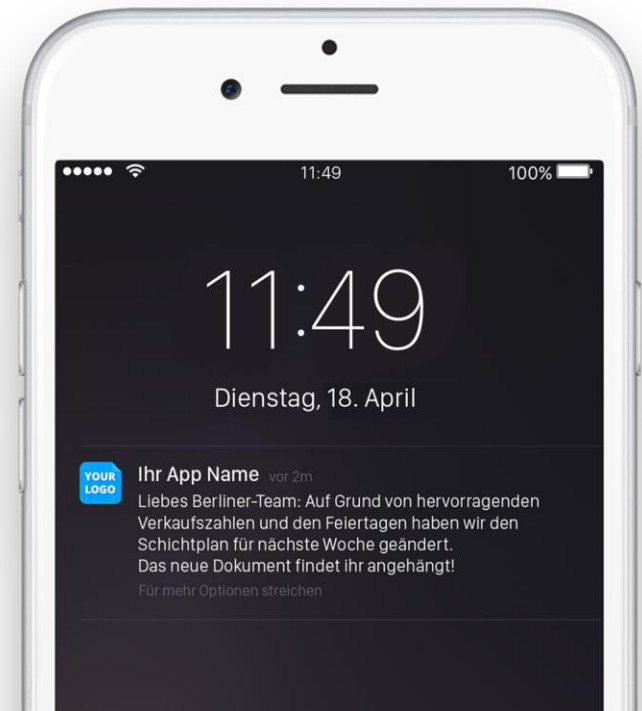 11:49
100%
11:49
Dienstag, 18. April
YOUR
LOGO
Ihr App Name vor 2m
Liebes Berliner-Team: Auf Grund von hervorragenden
Verkaufszahlen und den Feiertagen haben wir den
Schichtplan für nächste Woche geändert.
Das neue Dokument findet ihr angehängt!
Für mehr Optionen streichen